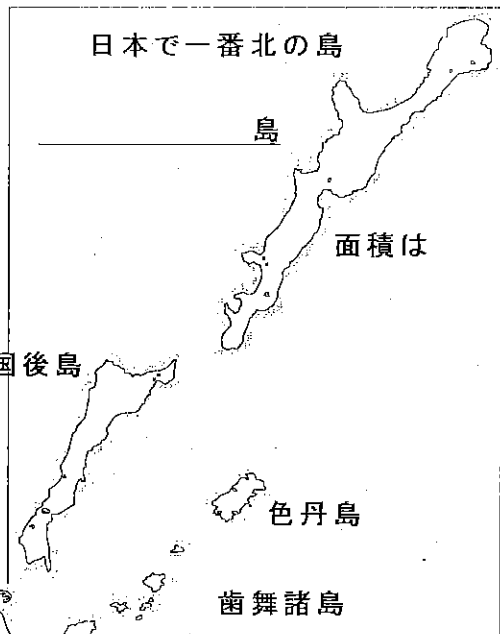 日本で一番北の島
島
面積は
国後島
色丹島
歯舞諸島